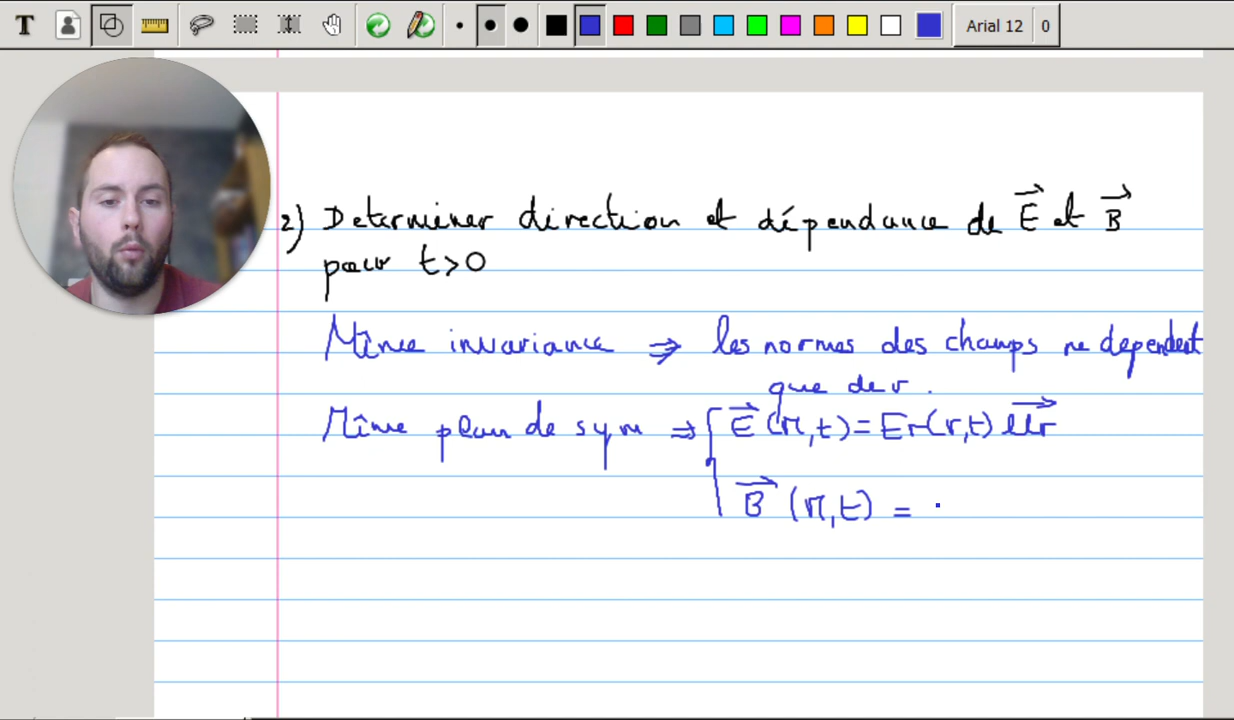 T Arial 12 0
2) Determiner direction et dépendance de E⃗ et B⃗
pour t>0
Même invariance ⇒ les normes des champs ne dependent
que de r.
Même plan de sym ⇒ { E⃗ (M,t) = Er(r,t) u⃗r
B⃗ (M,t) =